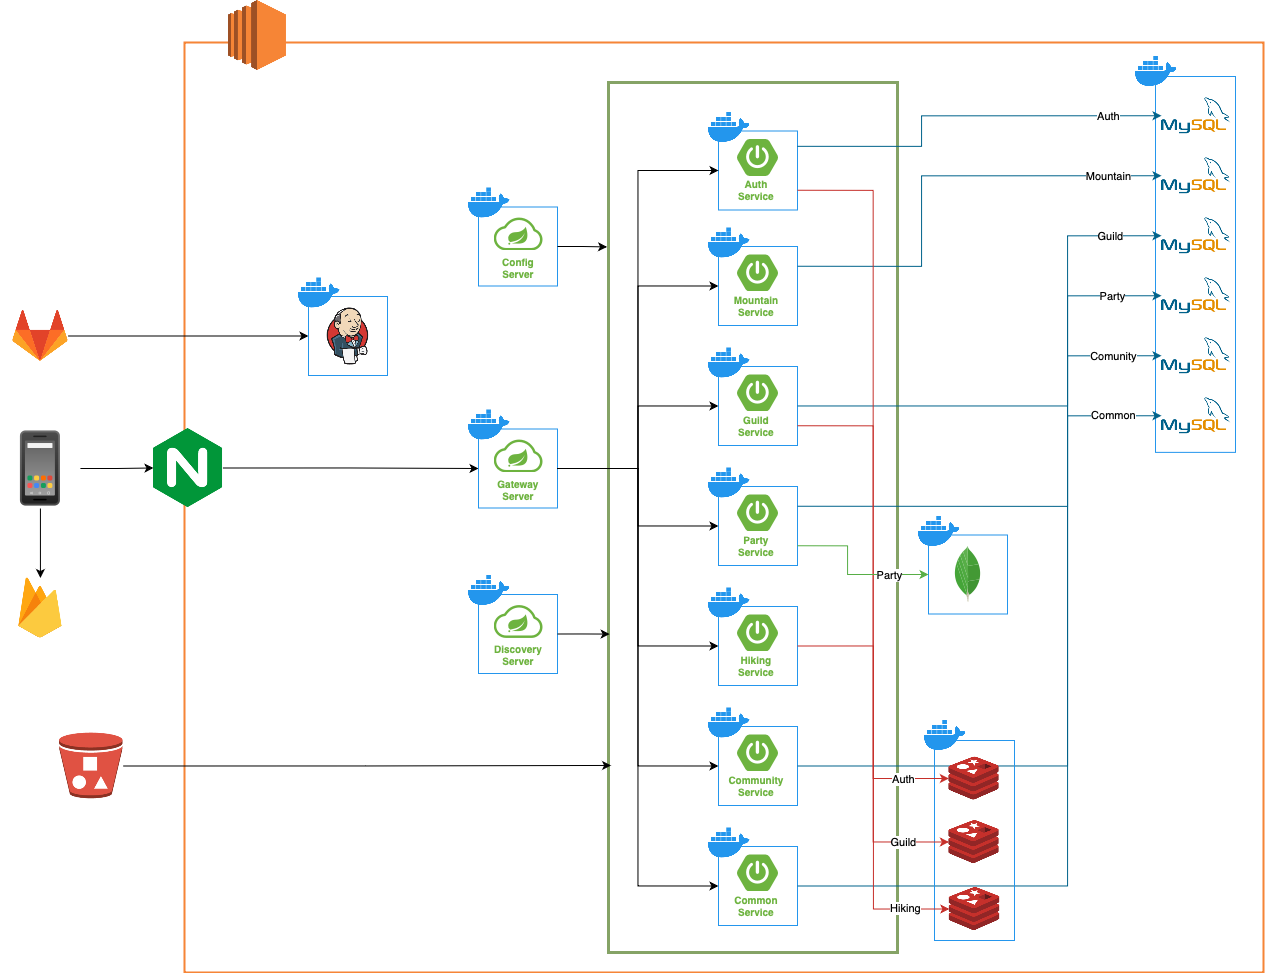 Auth
Service
Auth
MySQL
Mountain
MySQL
Config
Server
Mountain
Service
Guild
MySQL
Party
MySQL
Comunity
MySQL
Guild
Service
Common
MySQL
N
Gateway
Server
Party
Service
Party
Discovery
Server
Hiking
Service
Community
Service
Auth
Guild
Common
Service
Hiking